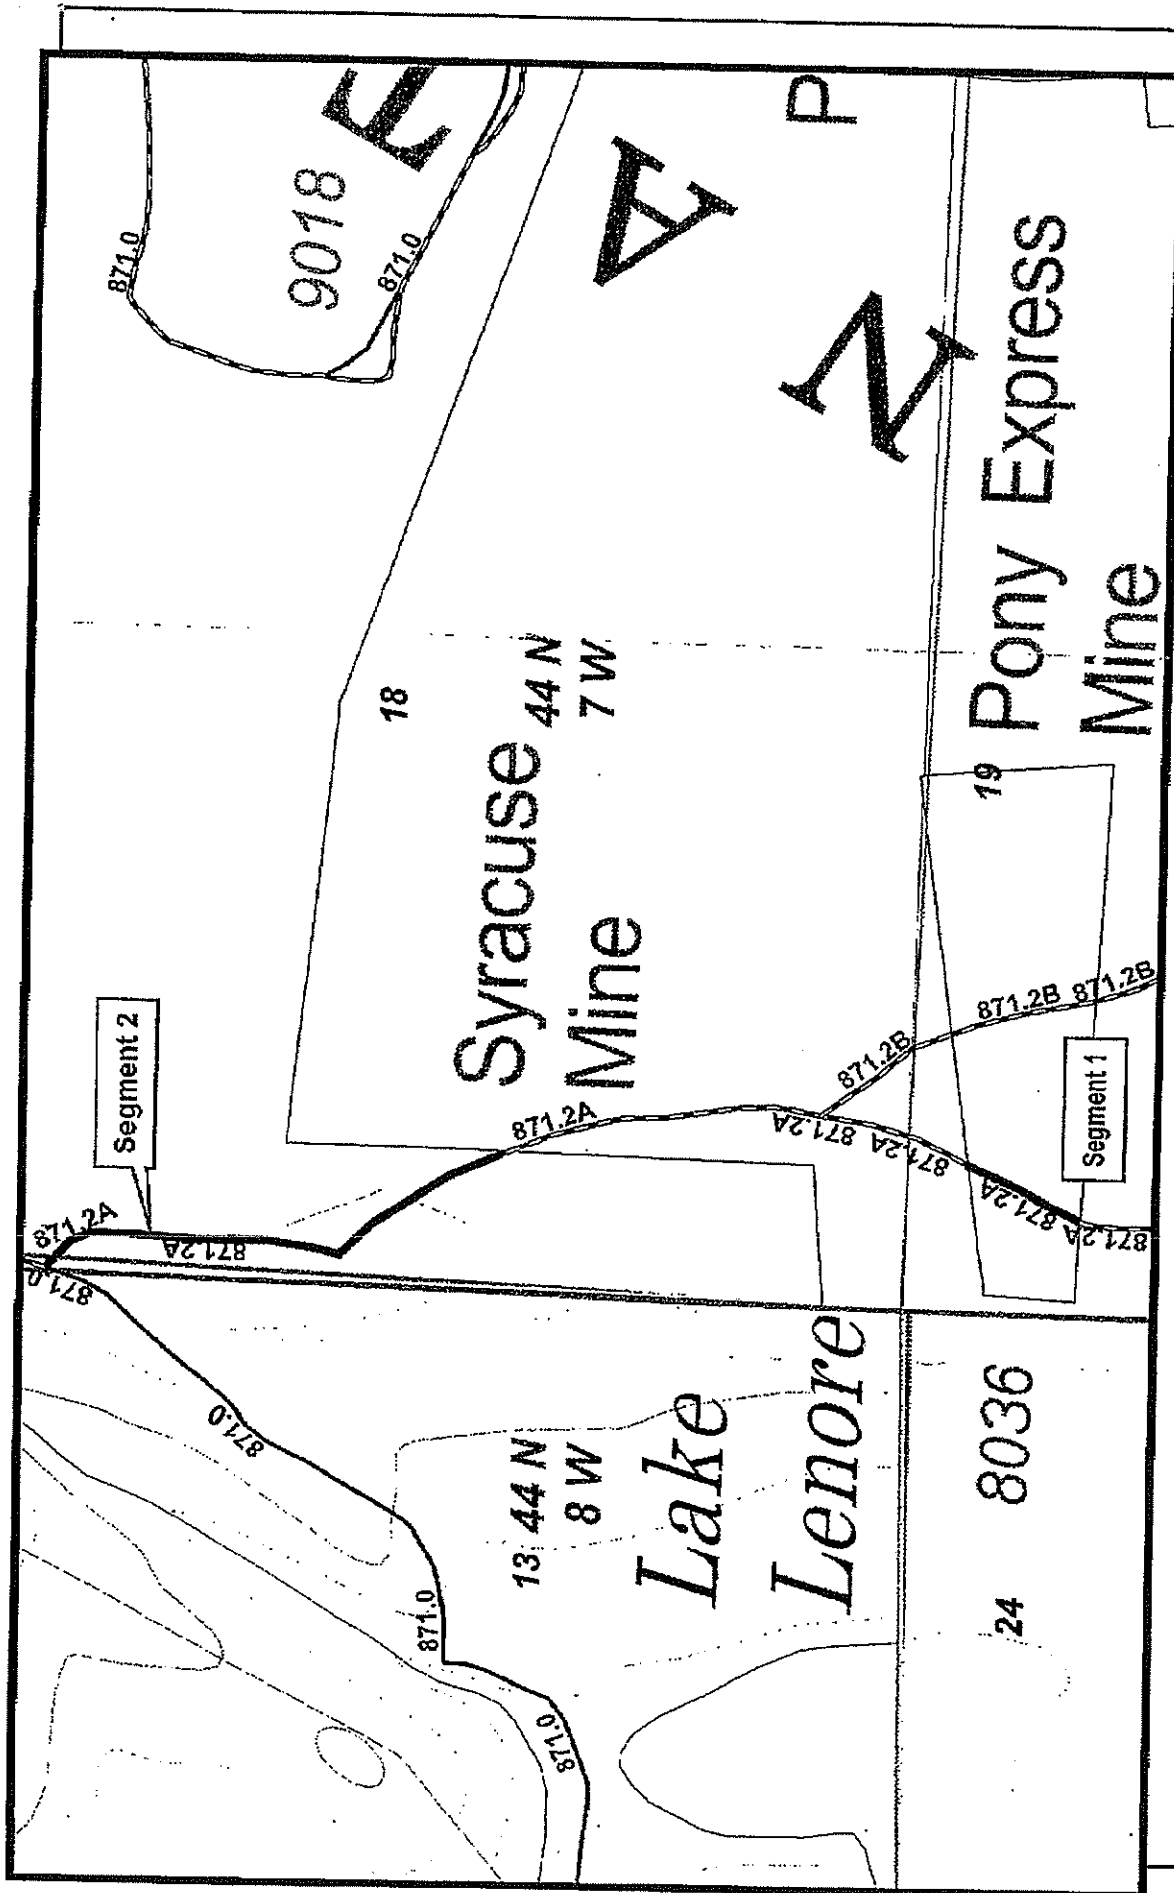 871.0
871.2A
Segment 2
871.0
871.2A
871.0
9018
871.0
18
871.0
13 44 N
8 W
871.0
Syracuse
Mine
44 N
7 W
871.2A
A
Lake
Lenore
P
N
871.2A
871.2B
871.2A
19
Pony Express
Mine
871.2B
871.2B
871.2A
8036
24
Segment 1
871.2A